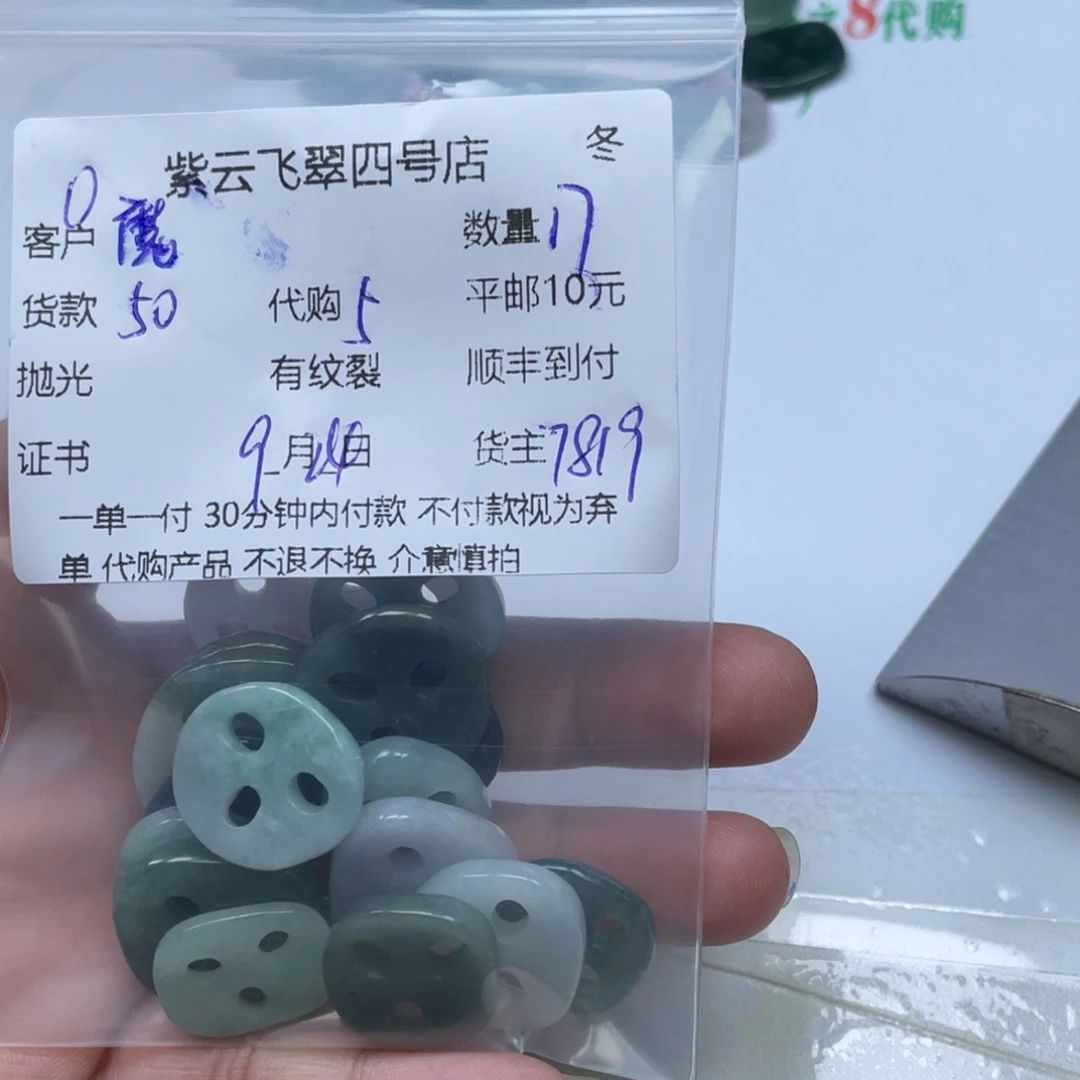 8代购
紫云飞翠四号店 冬
客户 魔 数量 17
货款 50 代购 5 平邮10元
抛光 有纹裂 顺丰到付
证书 9月24日 货主 7819
一单一付 30分钟内付款 不付款视为弃
单 代购产品 不退不换 介意慎拍